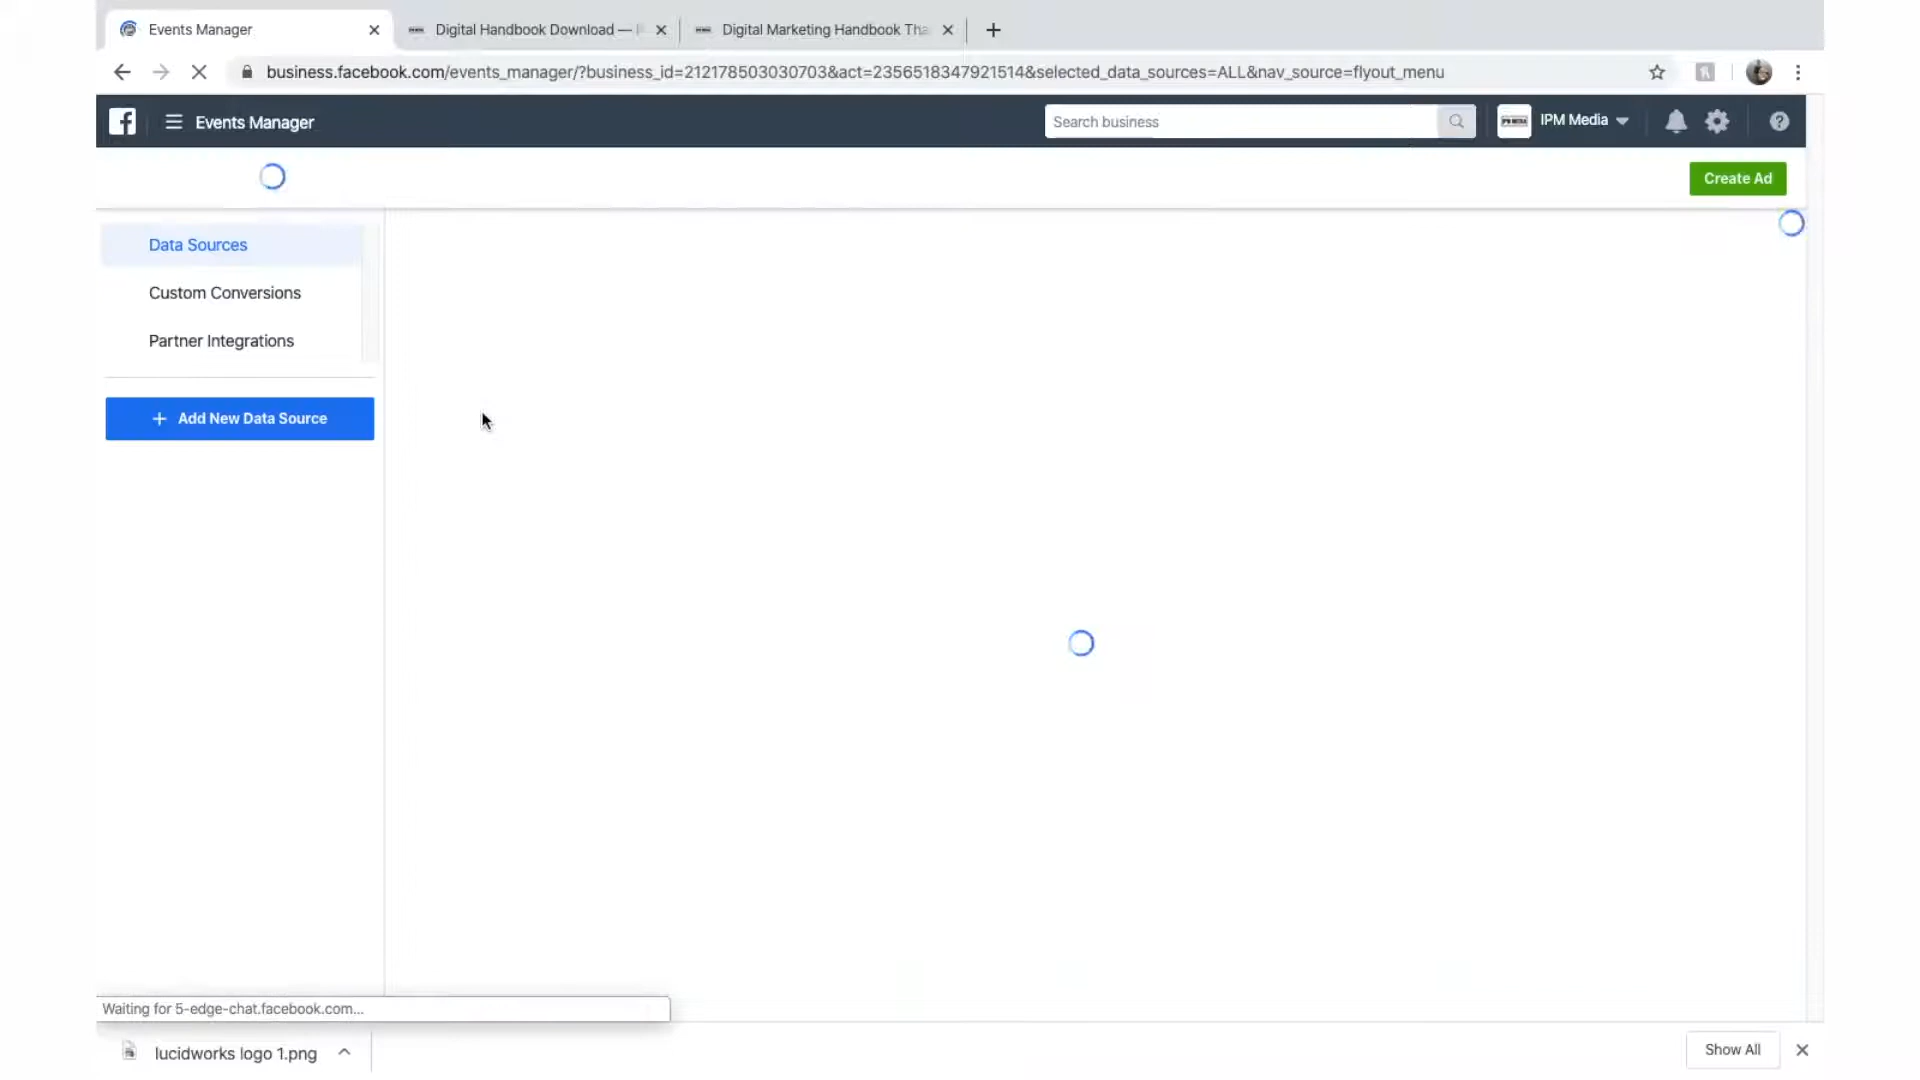 Events Manager
Digital Handbook Download —
Digital Marketing Handbook Tha
business.facebook.com/events_manager/?business_id=212178503030703&act=2356518347921514&selected_data_sources=ALL&nav_source=flyout_menu
Events Manager
Search business
IPM MEDIA
IPM Media
Create Ad
Data Sources
Custom Conversions
Partner Integrations
+ Add New Data Source
Waiting for 5-edge-chat.facebook.com...
lucidworks logo 1.png
Show All